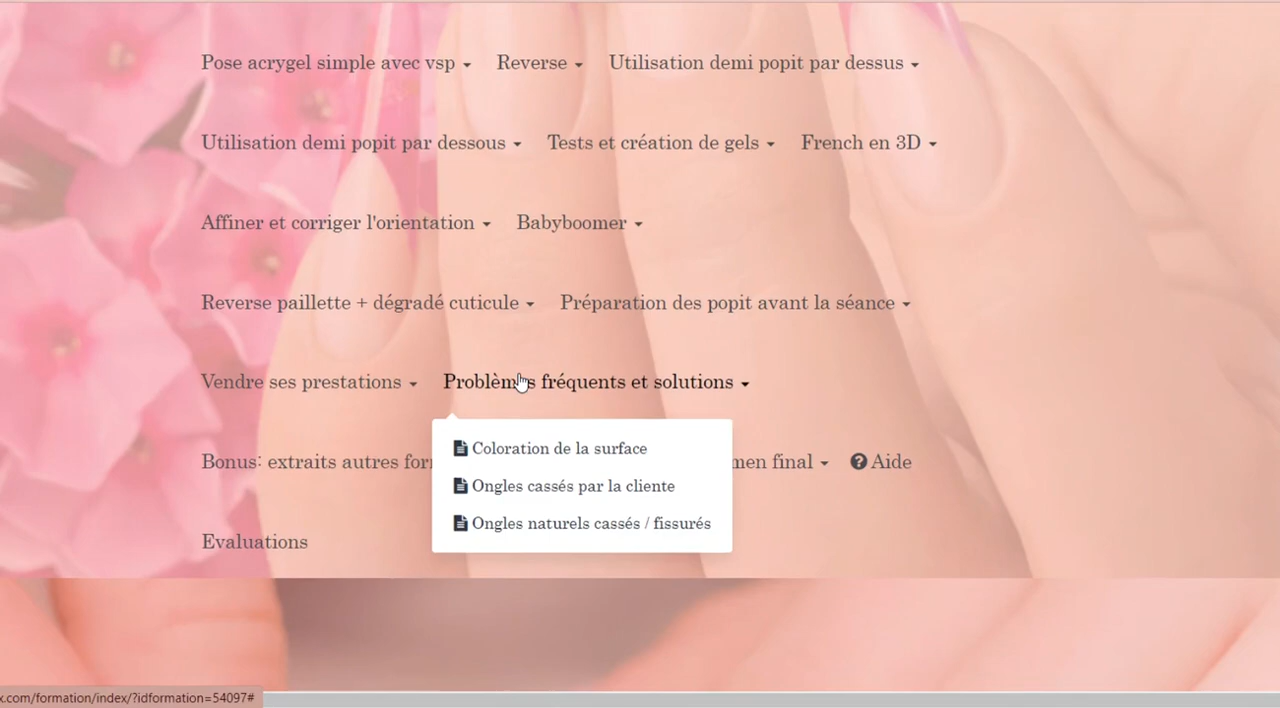 Pose acrygel simple avec vsp Reverse Utilisation demi popit par dessus
Utilisation demi popit par dessous Tests et création de gels French en 3D
Affiner et corriger l'orientation Babyboomer
Reverse paillette + dégradé cuticule Préparation des popit avant la séance
Vendre ses prestations Problèmes fréquents et solutions
Coloration de la surface
Ongles cassés par la cliente
Ongles naturels cassés / fissurés
Bonus: extraits autres final Aide
Evaluations
x.com/formation/index/?idformation=54097#